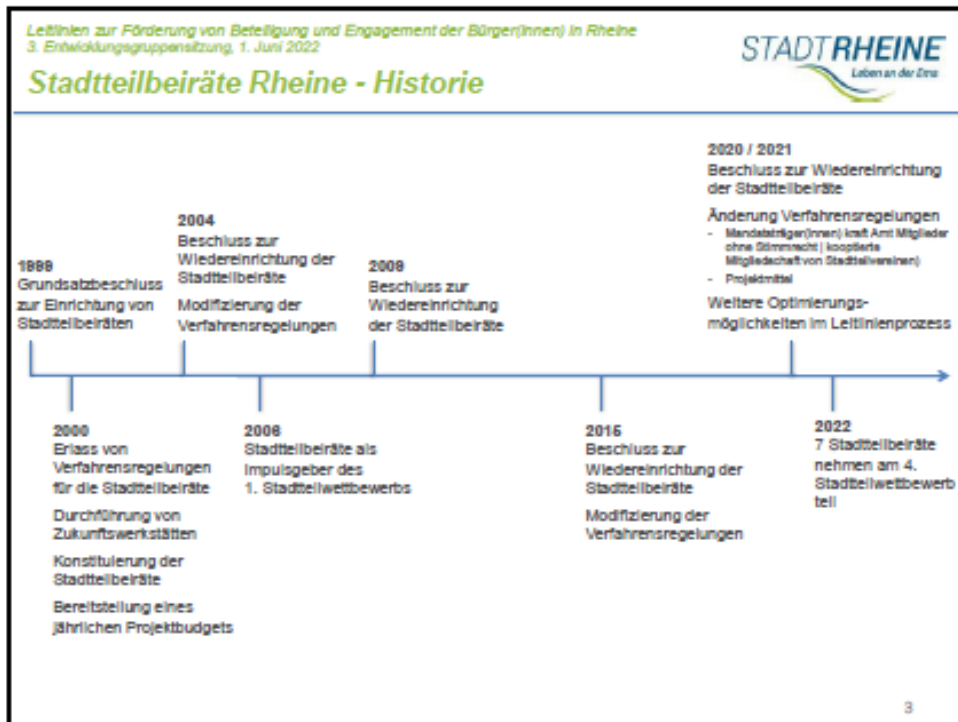 Leitlinien zur Förderung von Beteiligung und Engagement der Bürger(innen) in Rheine
3. Entwicklungsgruppensitzung, 1. Juni 2022
Stadtteilbeiräte Rheine - Historie
STADTRHEINE
Leben an der Ems
1999
Grundsatzbeschluss
zur Einrichtung von
Stadtteilbeiräten
2004
Beschluss zur
Wiedereinrichtung der
Stadtteilbeiräte
Modifizierung der
Verfahrensregelungen
2009
Beschluss zur
Wiedereinrichtung
der Stadtteilbeiräte
2020 / 2021
Beschluss zur Wiedereinrichtung
der Stadtteilbeiräte
Änderung Verfahrensregelungen
- Mandatsträger(innen) kraft Amt Mitglieder
ohne Stimmrecht | kooptierte
Mitgliedschaft von Stadtteilvereinen)
- Projektmittel
Weitere Optimierungs-
möglichkeiten im Leitlinienprozess
2000
Erlass von
Verfahrensregelungen
für die Stadtteilbeiräte
Durchführung von
Zukunftswerkstätten
Konstituierung der
Stadtteilbeiräte
Bereitstellung eines
jährlichen Projektbudgets
2006
Stadtteilbeiräte als
Impulsgeber des
1. Stadtteilwettbewerbs
2015
Beschluss zur
Wiedereinrichtung der
Stadtteilbeiräte
Modifizierung der
Verfahrensregelungen
2022
7 Stadtteilbeiräte
nehmen am 4.
Stadtteilwettbewerb
teil
3